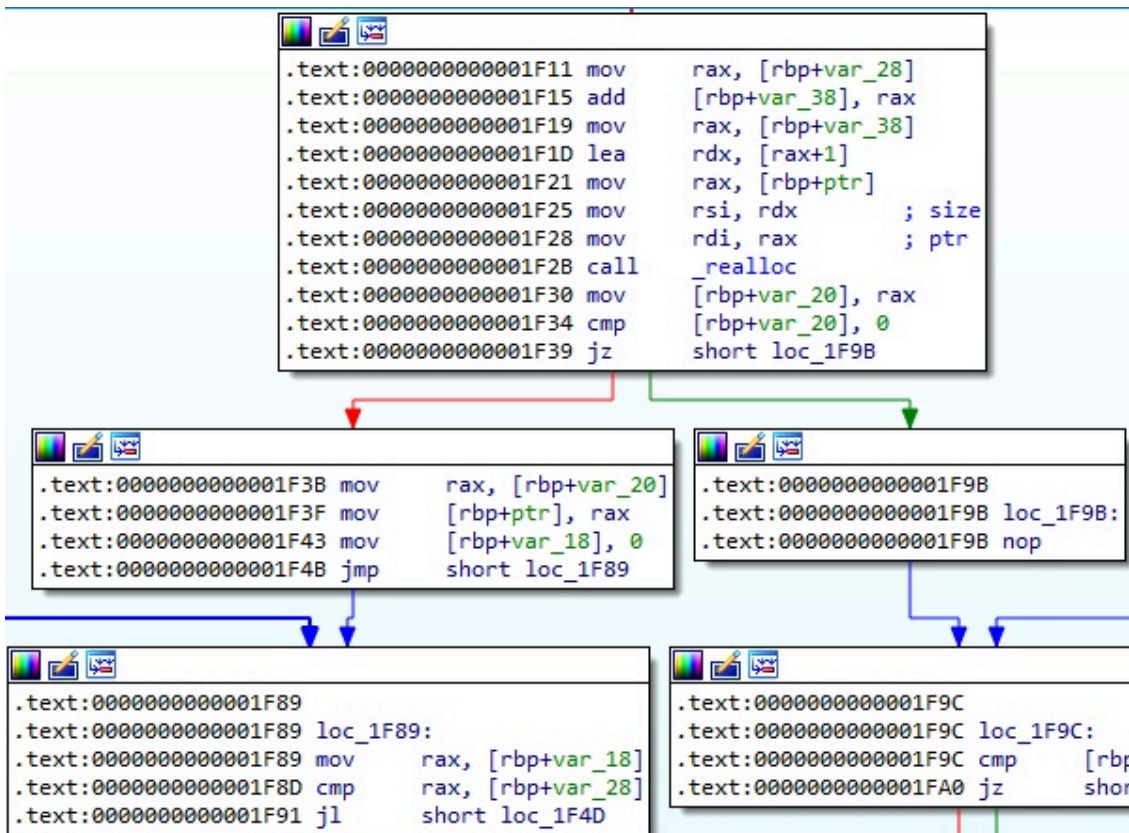 .text:0000000000001F11 mov rax, [rbp+var_28]
.text:0000000000001F15 add [rbp+var_38], rax
.text:0000000000001F19 mov rax, [rbp+var_38]
.text:0000000000001F1D lea rdx, [rax+1]
.text:0000000000001F21 mov rax, [rbp+ptr]
.text:0000000000001F25 mov rsi, rdx ; size
.text:0000000000001F28 mov rdi, rax ; ptr
.text:0000000000001F2B call _realloc
.text:0000000000001F30 mov [rbp+var_20], rax
.text:0000000000001F34 cmp [rbp+var_20], 0
.text:0000000000001F39 jz short loc_1F9B
.text:0000000000001F3B mov rax, [rbp+var_20]
.text:0000000000001F3F mov [rbp+ptr], rax
.text:0000000000001F43 mov [rbp+var_18], 0
.text:0000000000001F4B jmp short loc_1F89
.text:0000000000001F9B
.text:0000000000001F9B loc_1F9B:
.text:0000000000001F9B nop
.text:0000000000001F89
.text:0000000000001F89 loc_1F89:
.text:0000000000001F89 mov rax, [rbp+var_18]
.text:0000000000001F8D cmp rax, [rbp+var_28]
.text:0000000000001F91 jl short loc_1F4D
.text:0000000000001F9C
.text:0000000000001F9C loc_1F9C:
.text:0000000000001F9C cmp
.text:0000000000001FA0 jz